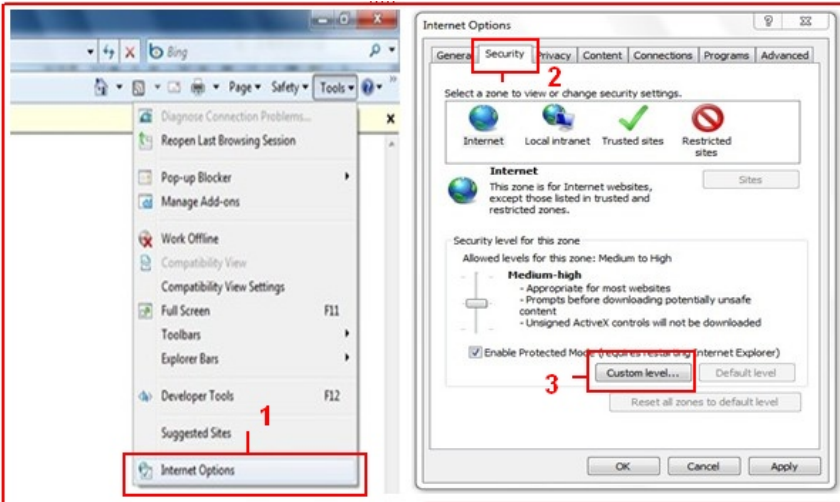 Bing
Page
Safety
Tools
Diagnose Connection Problems...
Reopen Last Browsing Session
Pop-up Blocker
Manage Add-ons
Work Offline
Compatibility View
Compatibility View Settings
Full Screen F11
Toolbars
Explorer Bars
Developer Tools F12
1
Suggested Sites
Internet Options
Internet Options
General Security Privacy Content Connections Programs Advanced
2
Select a zone to view or change security settings.
Internet Local intranet Trusted sites Restricted
sites
Internet
Sites
This zone is for Internet websites,
except those listed in trusted and
restricted zones.
Security level for this zone
Allowed levels for this zone: Medium to High
Medium-high
- Appropriate for most websites
- Prompts before downloading potentially unsafe
content
- Unsigned ActiveX controls will not be downloaded
Enable Protected Mode (requires restarting Internet Explorer)
3
Custom level... Default level
Reset all zones to default level
OK Cancel Apply